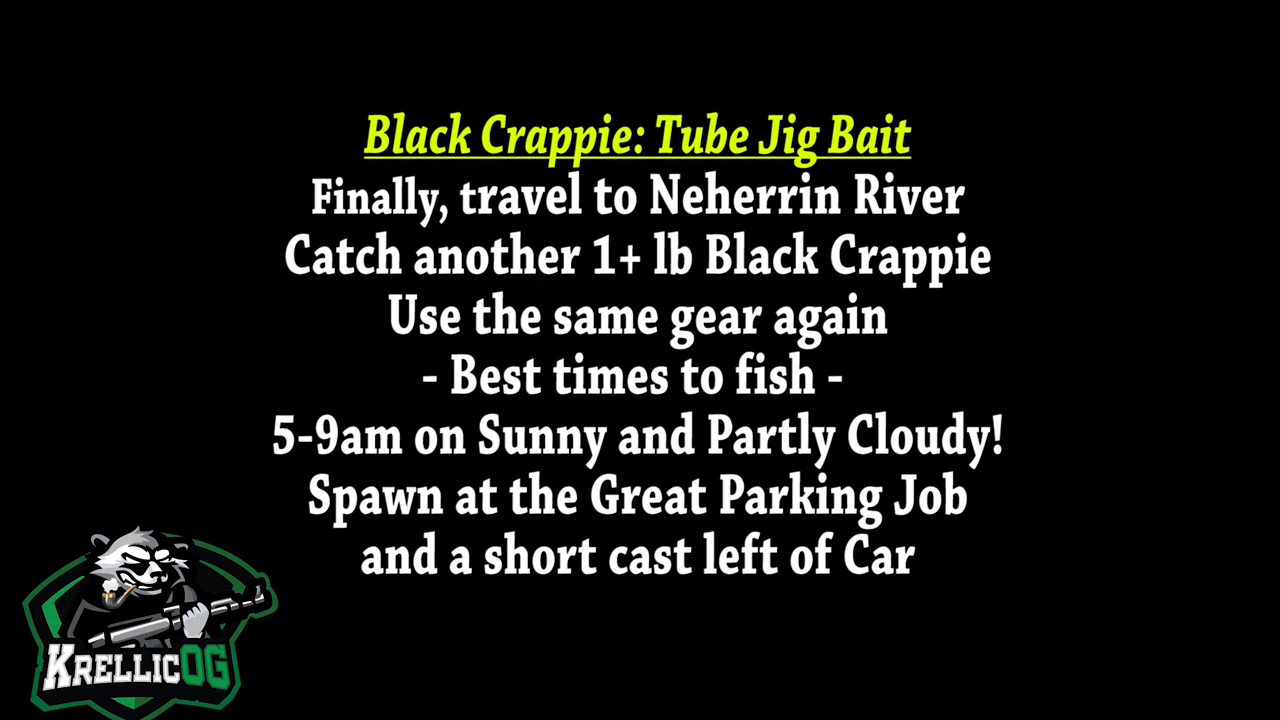 Black Crappie: Tube Jig Bait
Finally, travel to Neherrin River
Catch another 1+ lb Black Crappie
Use the same gear again
- Best times to fish -
5-9am on Sunny and Partly Cloudy!
Spawn at the Great Parking Job
and a short cast left of Car
KRELLICOG